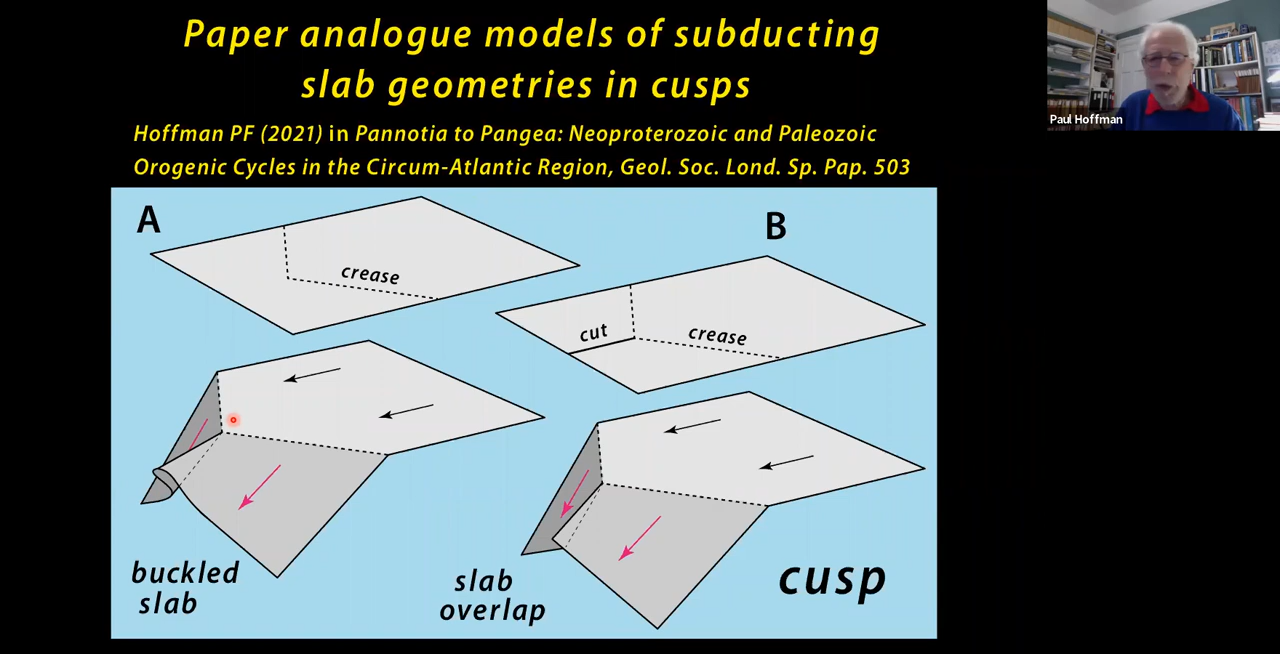 Paper analogue models of subducting
slab geometries in cusps
Hoffman PF (2021) in Pannotia to Pangea: Neoproterozoic and Paleozoic
Orogenic Cycles in the Circum-Atlantic Region, Geol. Soc. Lond. Sp. Pap. 503
Paul Hoffman
A
crease
B
cut
crease
buckled
slab
slab
overlap
cusp